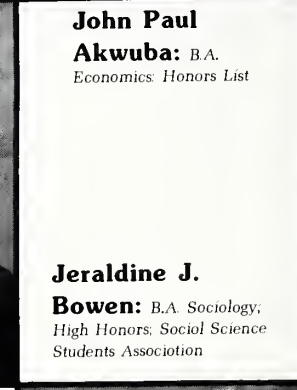 John Paul
Akwuba: B.A.
Economics: Honors List
Jeraldine J.
Bowen: B.A. Sociology;
High Honors; Sociol Science
Students Associotion